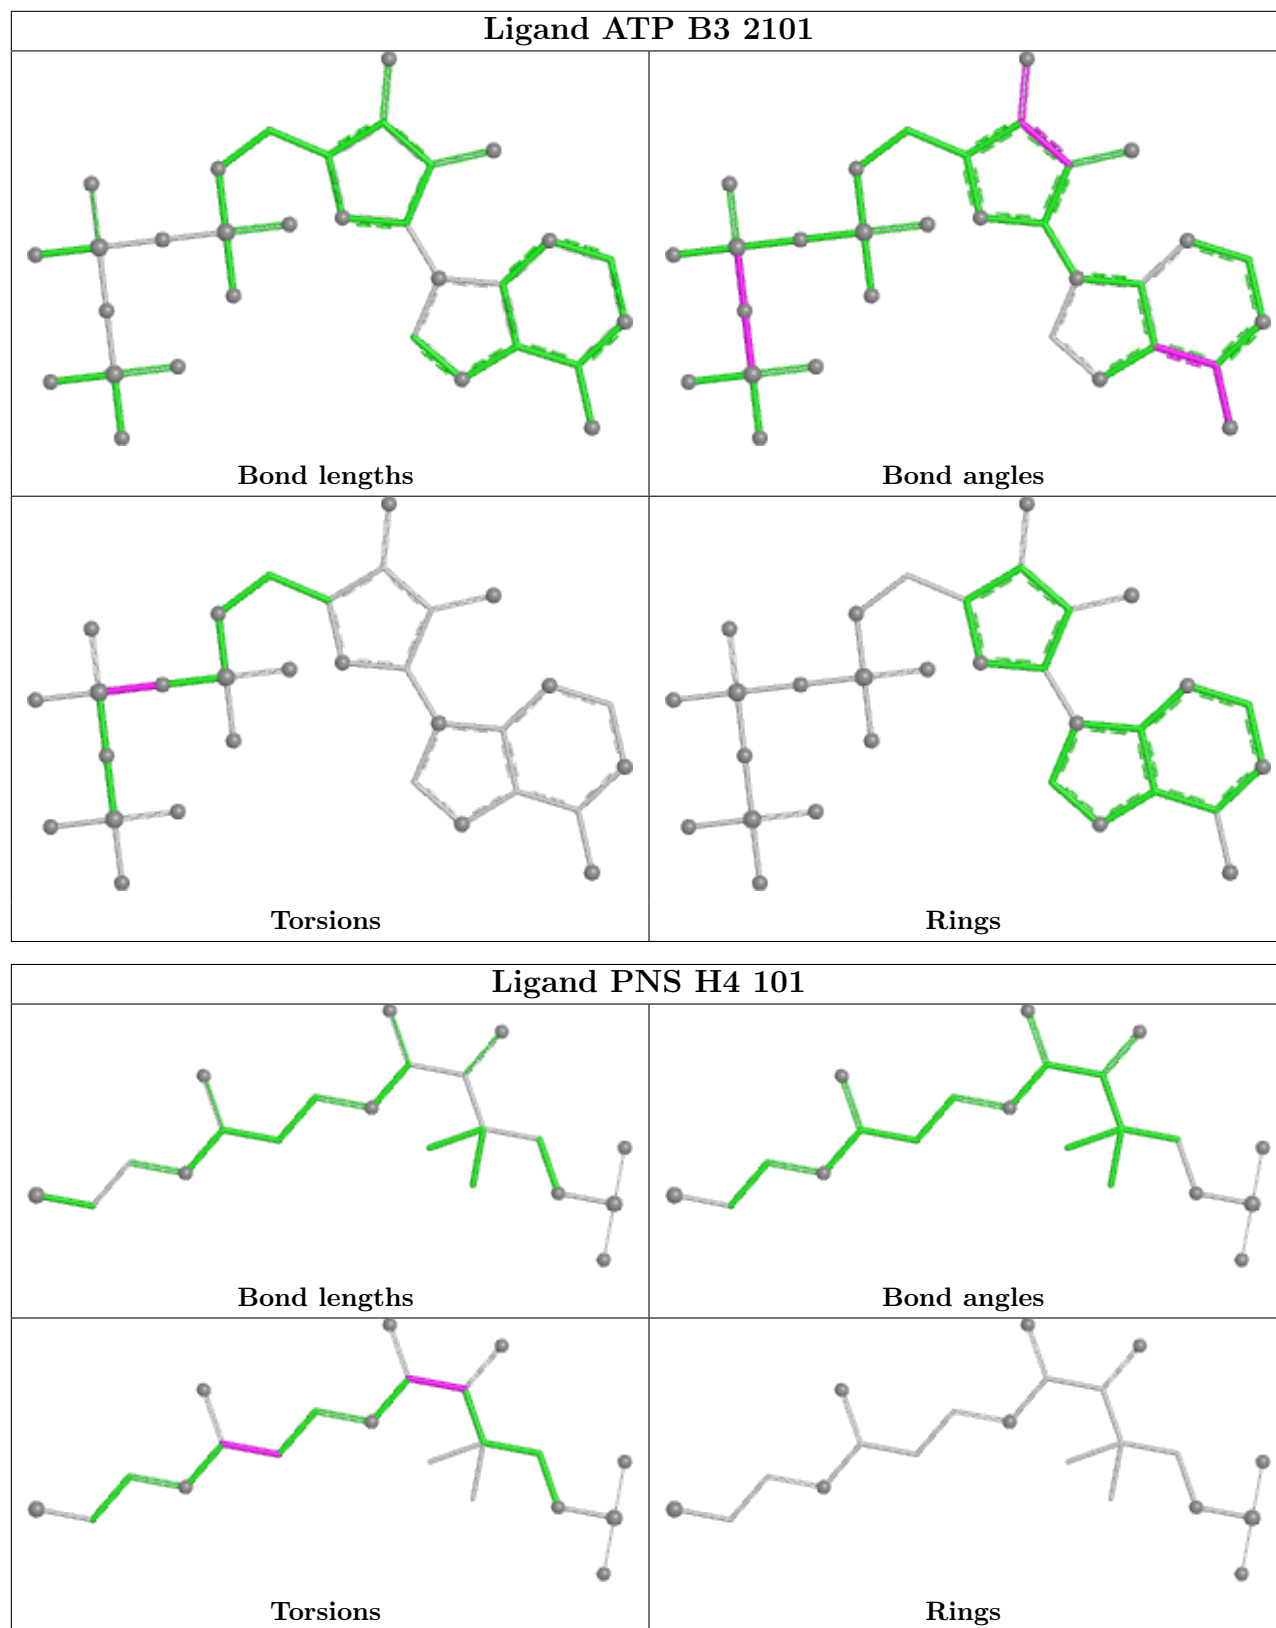 Ligand ATP B3 2101
Bond lengths
Bond angles
Torsions
Rings
Ligand PNS H4 101
Bond lengths
Bond angles
Torsions
Rings